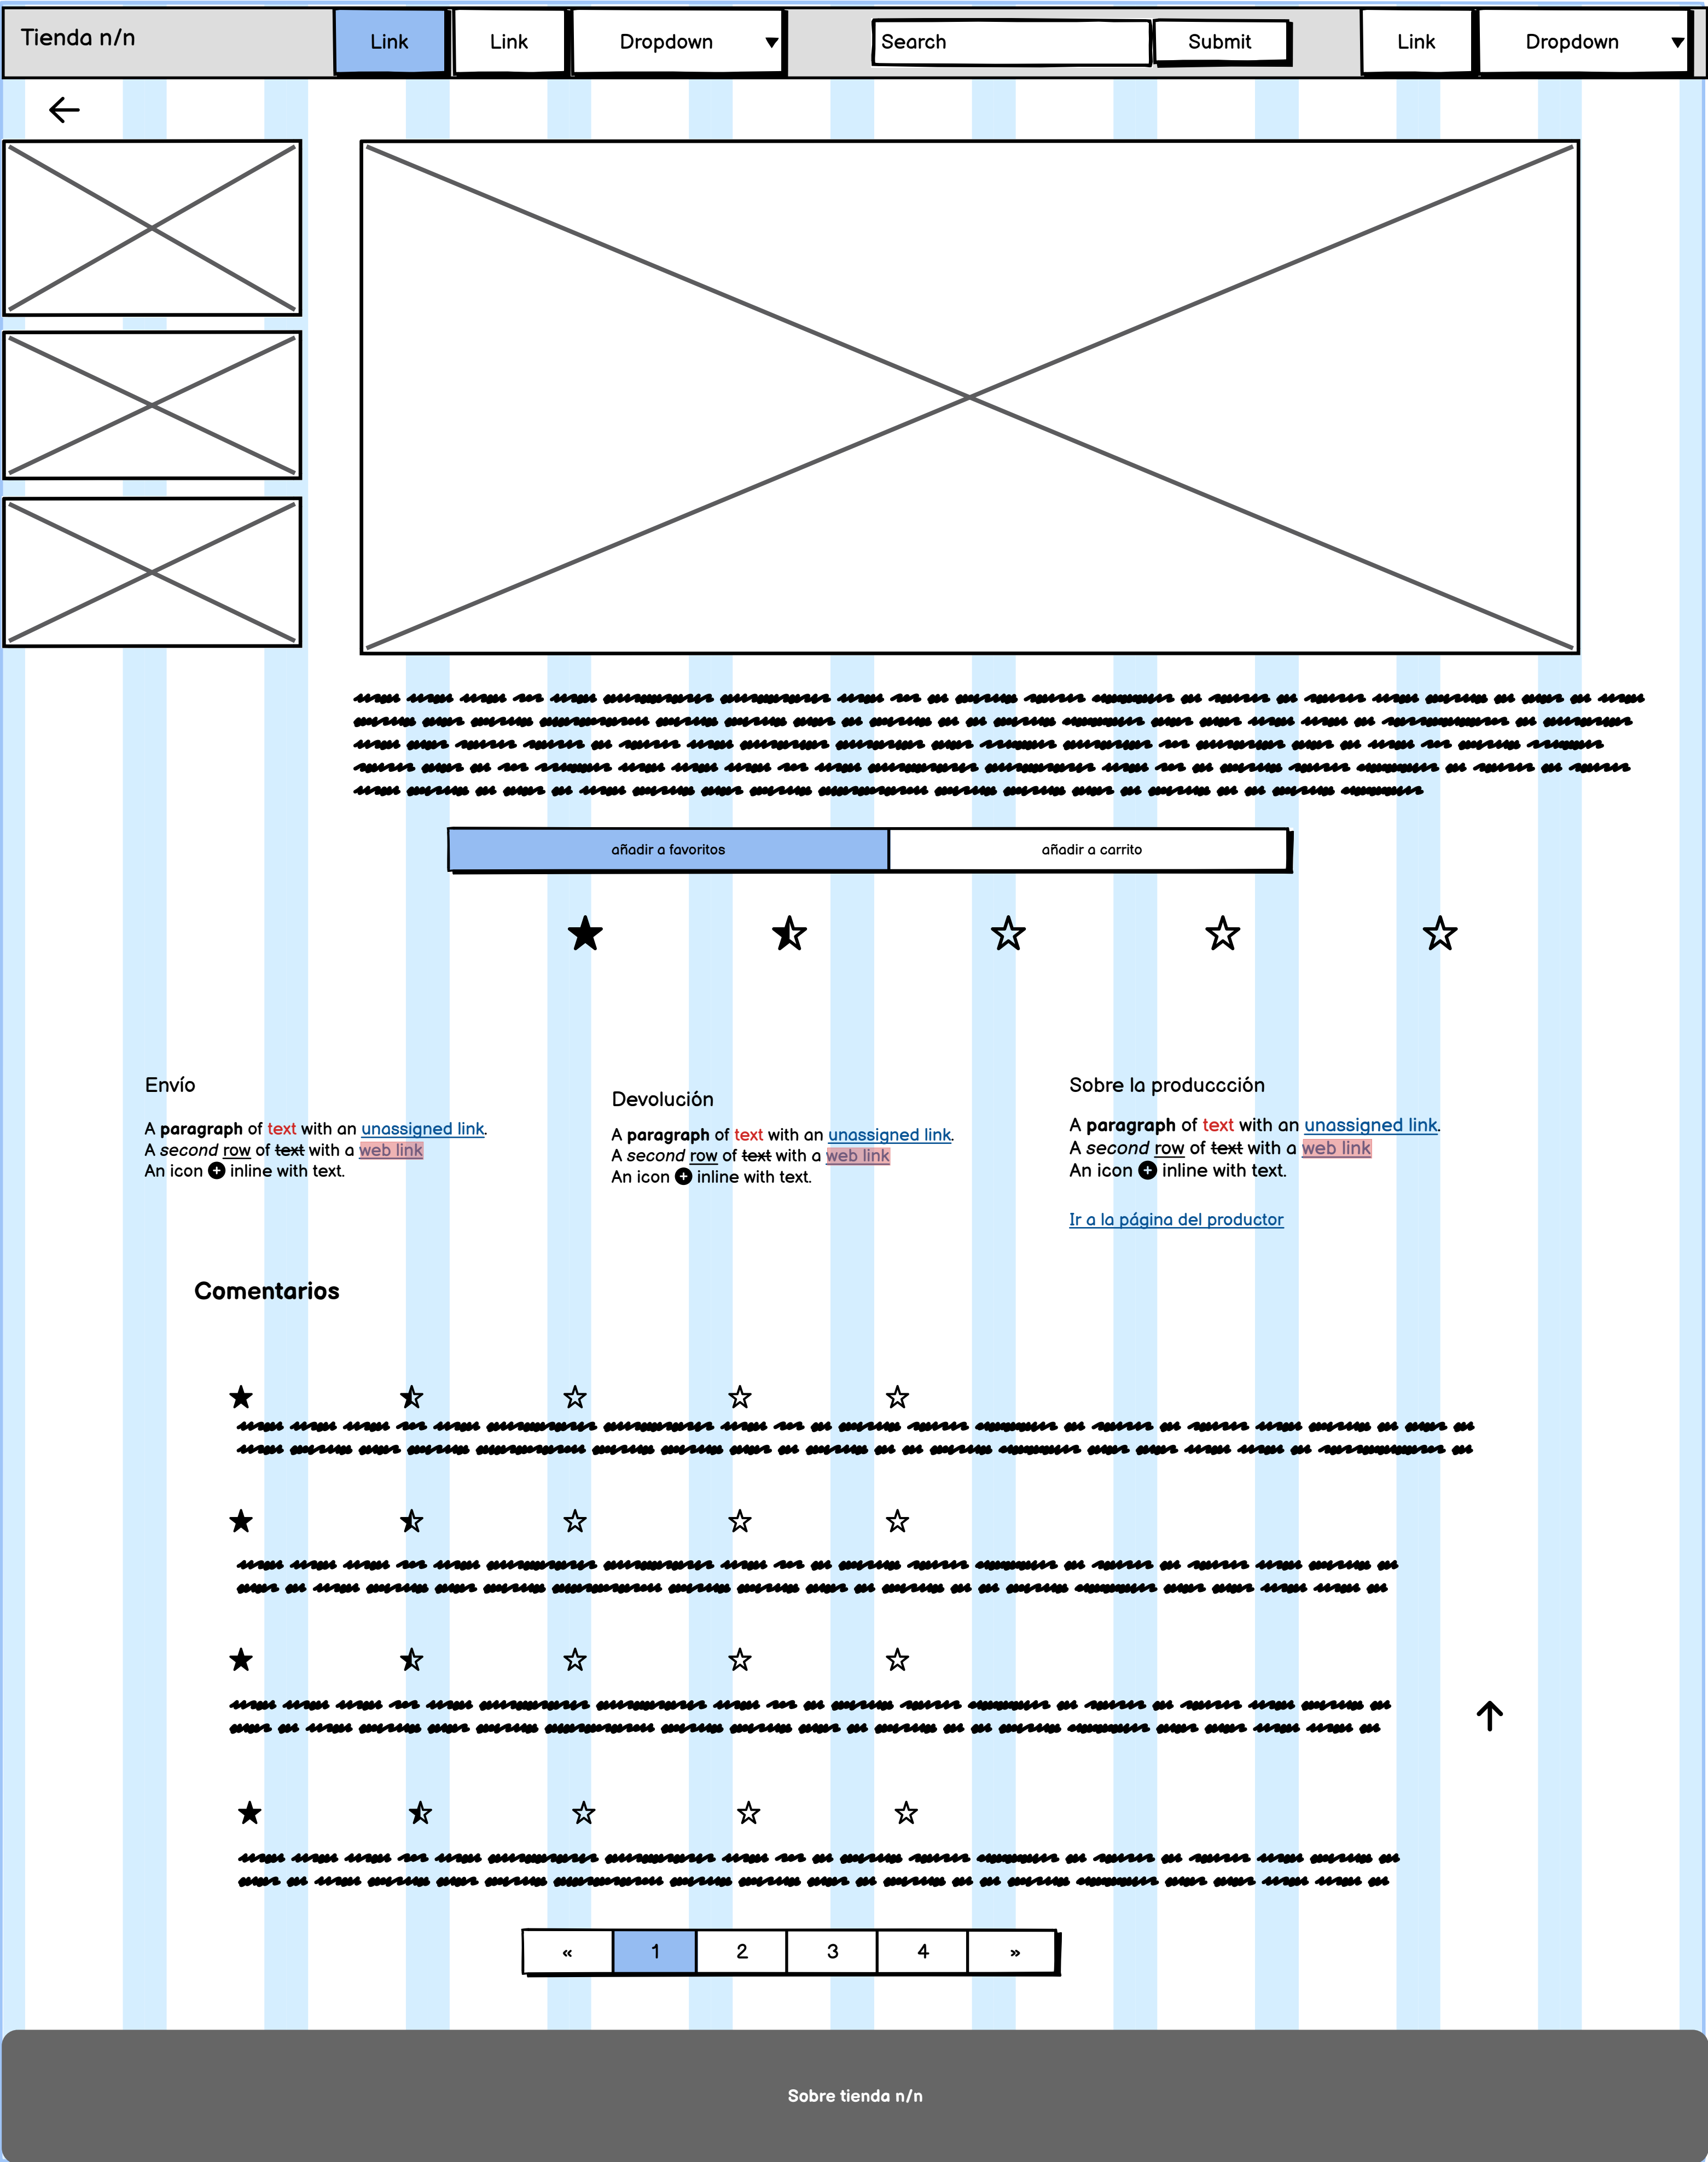 Tienda n/n
Link
Link
Dropdown
Search
Submit
Link
Dropdown
añadir a favoritos
añadir a carrito
Envío
A paragraph of text with an unassigned link.
A second row of text with a web link
An icon inline with text.
Devolución
A paragraph of text with an unassigned link.
A second row of text with a web link
An icon inline with text.
Sobre la produccción
A paragraph of text with an unassigned link.
A second row of text with a web link
An icon inline with text.
Ir a la página del productor
Comentarios
« 1 2 3 4 »
Sobre tienda n/n